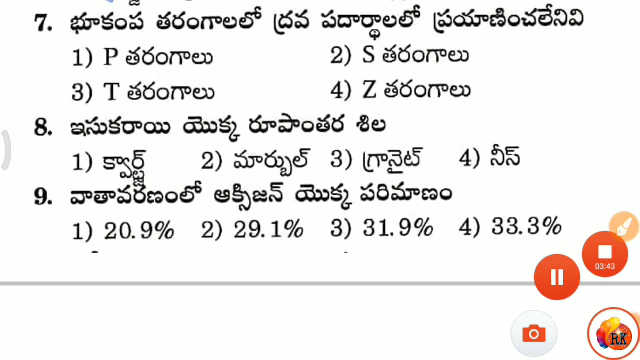 7. భూకంప తరంగాలలో ద్రవ పదార్థాలలో ప్రయాణించలేనివి
1) P తరంగాలు 2) S తరంగాలు
3) T తరంగాలు 4) Z తరంగాలు
8. ఇసుకరాయి యొక్క రూపాంతర శిల
1) క్వార్ట్జ్ 2) మార్బుల్ 3) గ్రానైట్ 4) నీస్
9. వాతావరణంలో ఆక్సిజన్ యొక్క పరిమాణం
1) 20.9% 2) 29.1% 3) 31.9% 4) 33.3%
03:43
RK